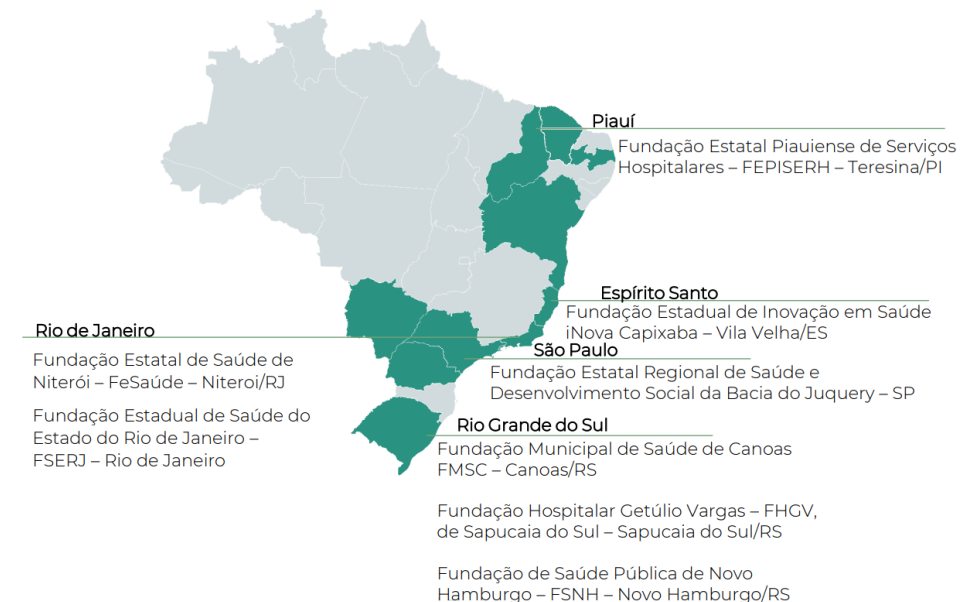 Piauí
Fundação Estatal Piauiense de Serviços
Hospitalares – FEPISERH – Teresina/PI
Espírito Santo
Fundação Estadual de Inovação em Saúde
iNova Capixaba – Vila Velha/ES
Rio de Janeiro
Fundação Estatal de Saúde de
Niterói – FeSaúde – Niteroi/RJ
Fundação Estadual de Saúde do
Estado do Rio de Janeiro –
FSERJ – Rio de Janeiro
São Paulo
Fundação Estatal Regional de Saúde e
Desenvolvimento Social da Bacia do Juquery – SP
Rio Grande do Sul
Fundação Municipal de Saúde de Canoas
FMSC – Canoas/RS
Fundação Hospitalar Getúlio Vargas – FHGV,
de Sapucaia do Sul – Sapucaia do Sul/RS
Fundação de Saúde Pública de Novo
Hamburgo – FSNH – Novo Hamburgo/RS